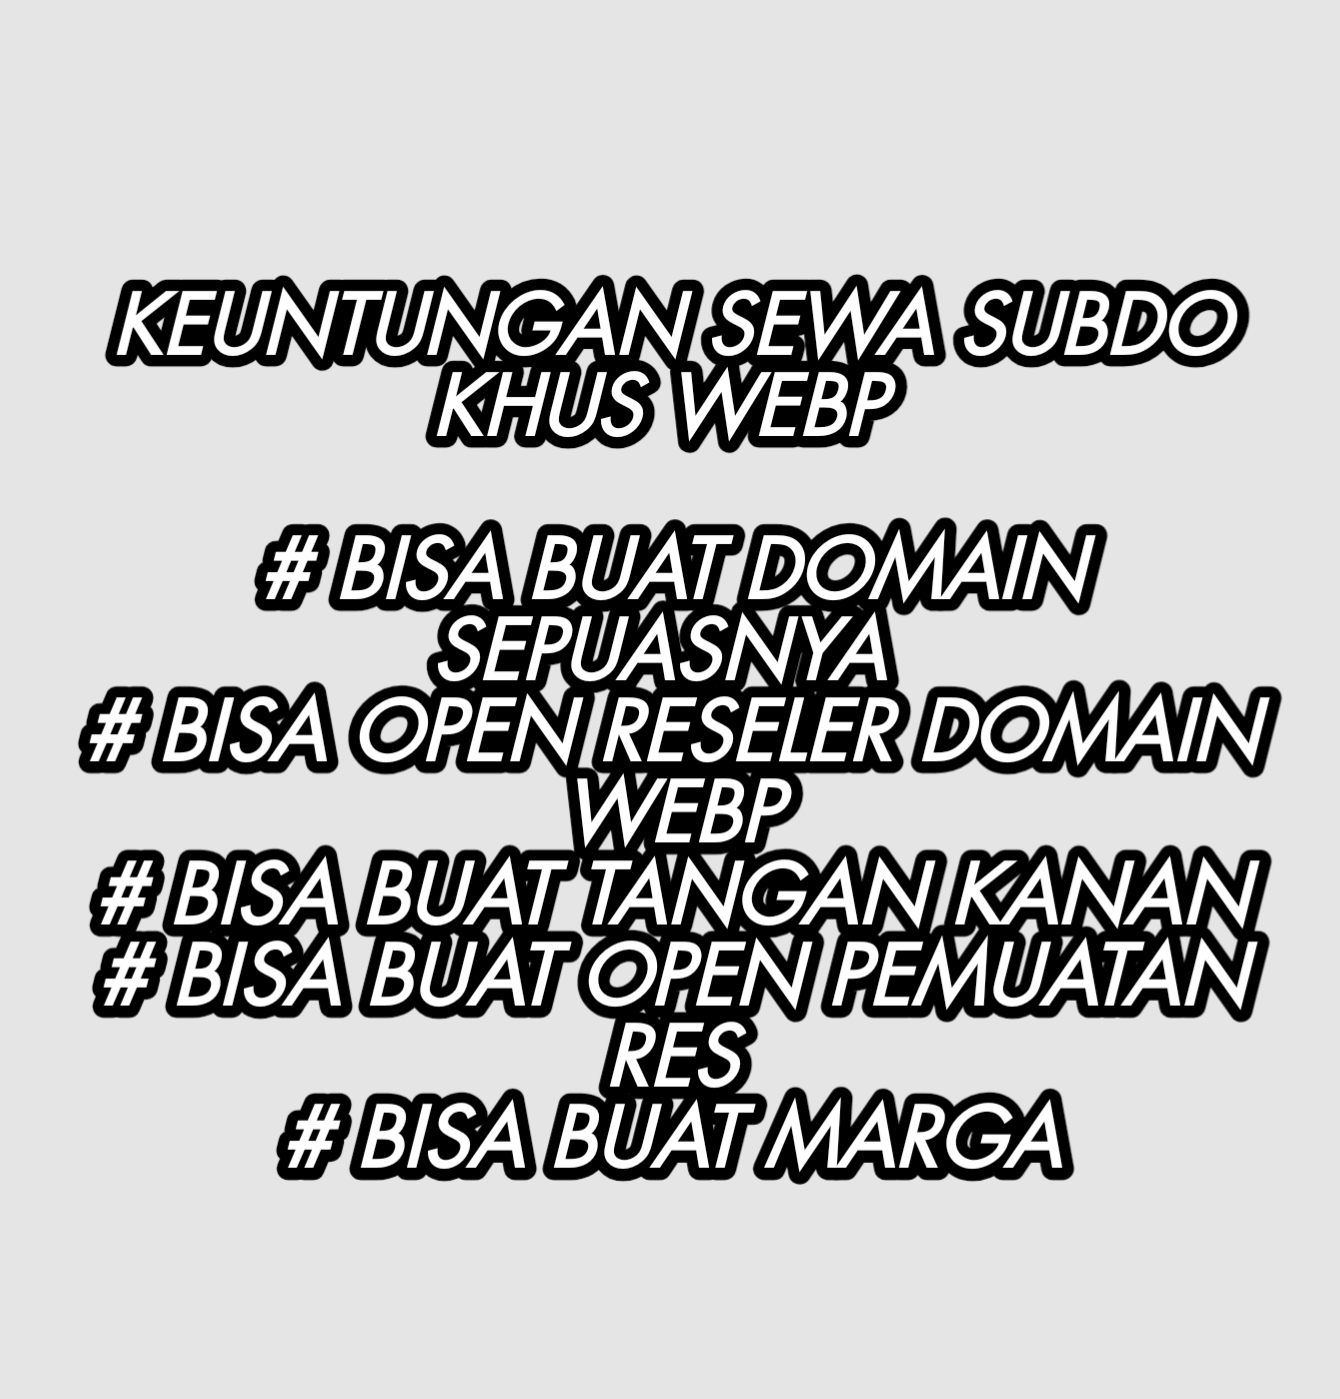 KEUNTUNGAN SEWA SUBDO
KHUS WEBP
# BISA BUAT DOMAIN
SEPUASNYA
# BISA OPEN RESELER DOMAIN
WEBP
# BISA BUAT TANGAN KANAN
# BISA BUAT OPEN PEMUATAN
RES
# BISA BUAT MARGA